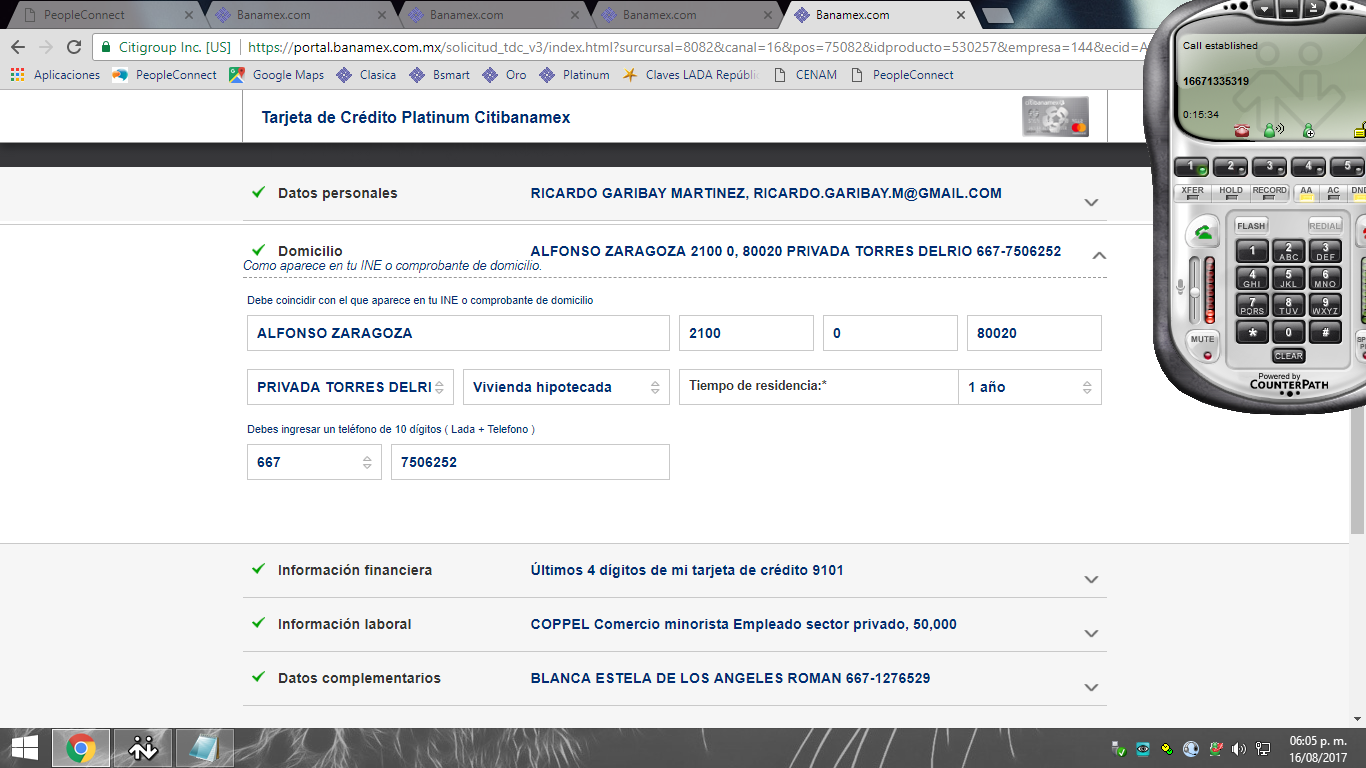 PeopleConnect
Banamex.com
Banamex.com
Banamex.com
Banamex.com
Citigroup Inc. [US] https://portal.banamex.com.mx/solicitud_tdc_v3/index.html?surcursal=8082&canal=16&pos=75082&idproducto=530257&empresa=144&ecid=A
Aplicaciones PeopleConnect Google Maps Clasica Bsmart Oro Platinum Claves LADA Repúbli CENAM PeopleConnect
Tarjeta de Crédito Platinum Citibanamex
citibanamex
Datos personales RICARDO GARIBAY MARTINEZ, RICARDO.GARIBAY.M@GMAIL.COM
Domicilio ALFONSO ZARAGOZA 2100 0, 80020 PRIVADA TORRES DELRIO 667-7506252
Como aparece en tu INE o comprobante de domicilio.
Debe coincidir con el que aparece en tu INE o comprobante de domicilio
ALFONSO ZARAGOZA 2100 0 80020
PRIVADA TORRES DELRI Vivienda hipotecada Tiempo de residencia:* 1 año
Debes ingresar un teléfono de 10 dígitos ( Lada + Telefono )
667 7506252
Información financiera Últimos 4 dígitos de mi tarjeta de crédito 9101
Información laboral COPPEL Comercio minorista Empleado sector privado, 50,000
Datos complementarios BLANCA ESTELA DE LOS ANGELES ROMAN 667-1276529
Call established
16671335319
0:15:34
1 2 3 4 5
XFER HOLD RECORD AA AC DND
FLASH REDIAL
1 2 ABC 3 DEF
4 GHI 5 JKL 6 MNO
7 PQRS 8 TUV 9 WXYZ
* 0 #
MUTE
CLEAR
Powered by
COUNTERPATH
06:05 p. m.
16/08/2017